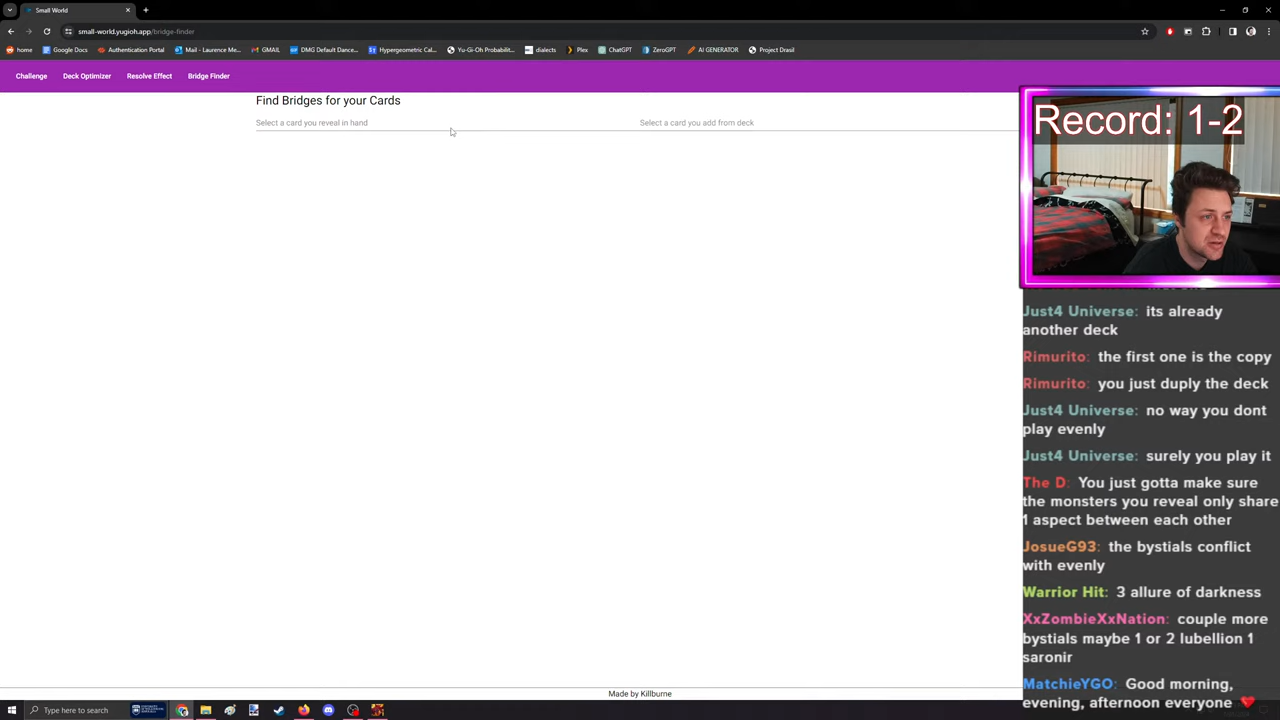 Small World
small-world.yugioh.app/bridge-finder
home Google Docs Authentication Portal Mail - Laurence Me... GMAIL DMG Default Dance... Hypergeometric Cal... Yu-Gi-Oh Probabilit... dialects Plex ChatGPT ZeroGPT AI GENERATOR Project Drasil
Challenge Deck Optimizer Resolve Effect Bridge Finder
Find Bridges for your Cards
Select a card you reveal in hand Select a card you add from deck
Record: 1-2
Just4 Universe: its already
another deck
Rimurito: the first one is the copy
Rimurito: you just duply the deck
Just4 Universe: no way you dont
play evenly
Just4 Universe: surely you play it
The D: You just gotta make sure
the monsters you reveal only share
1 aspect between each other
JosueG93: the bystials conflict
with evenly
Warrior Hit: 3 allure of darkness
XxZombieXxNation: couple more
bystials maybe 1 or 2 lubellion 1
saronir
MatchieYGO: Good morning,
evening, afternoon everyone ❤
Made by Killburne
Type here to search